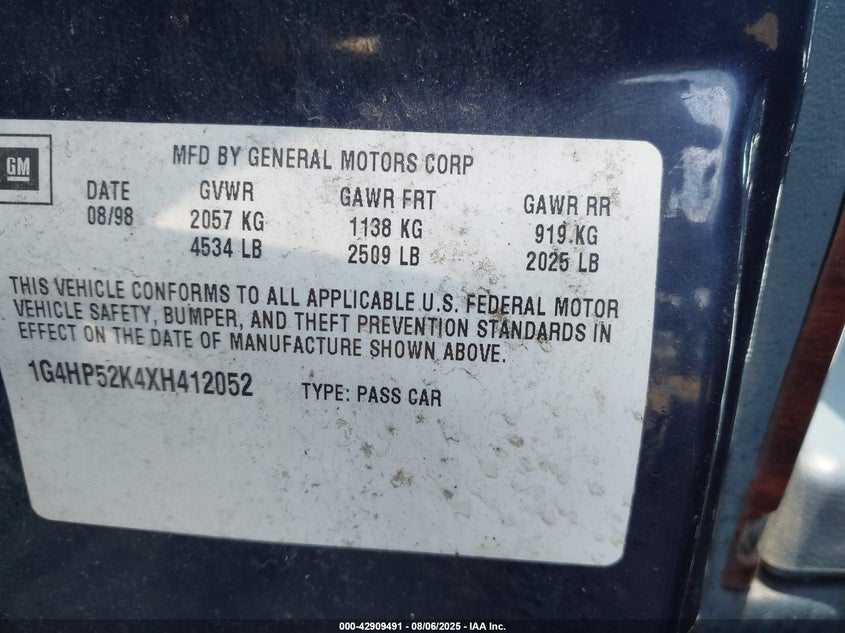 GM
MFD BY GENERAL MOTORS CORP
DATE GVWR GAWR FRT GAWR RR
08/98 2057 KG 1138 KG 919 KG
4534 LB 2509 LB 2025 LB
THIS VEHICLE CONFORMS TO ALL APPLICABLE U.S. FEDERAL MOTOR
VEHICLE SAFETY, BUMPER, AND THEFT PREVENTION STANDARDS IN
EFFECT ON THE DATE OF MANUFACTURE SHOWN ABOVE.
1G4HP52K4XH412052 TYPE: PASS CAR
000-42909491 - 08/06/2025 - IAA Inc.